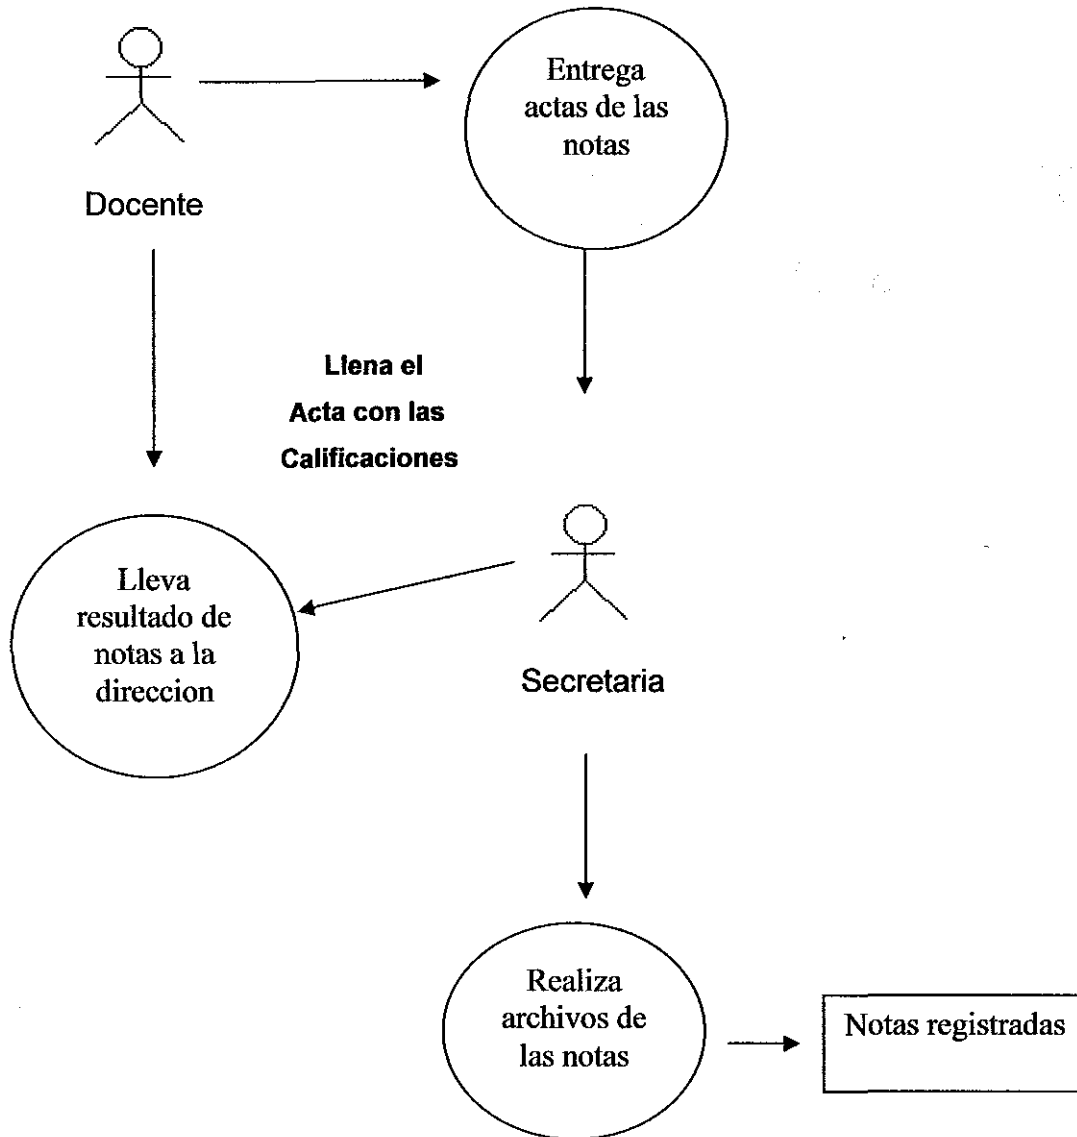 Entrega
actas de las
notas
Docente
Llena el
Acta con las
Calificaciones
Lleva
resultado de
notas a la
direccion
Secretaria
Realiza
archivos de
las notas
Notas registradas